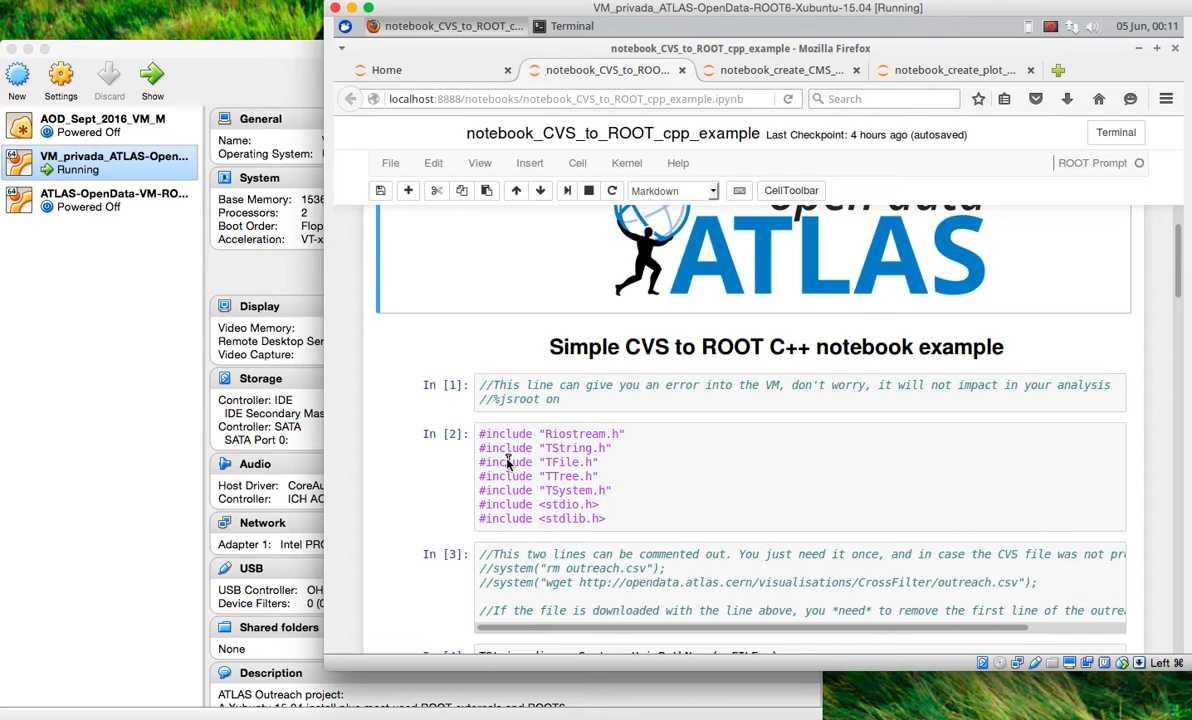 VM_privada_ATLAS-OpenData-ROOT6-Xubuntu-15.04 [Running]
notebook_CVS_to_ROOT_c...
Terminal
05 Jun, 00:11
notebook_CVS_to_ROOT_cpp_example - Mozilla Firefox
Home
notebook_CVS_to_ROO...
notebook_create_CMS_...
notebook_create_plot_...
localhost:8888/notebooks/notebook_CVS_to_ROOT_cpp_example.ipynb
Search
notebook_CVS_to_ROOT_cpp_example Last Checkpoint: 4 hours ago (autosaved)
Terminal
File Edit View Insert Cell Kernel Help
ROOT Prompt
Markdown
CellToolbar
open data
ATLAS
Simple CVS to ROOT C++ notebook example
In [1]: //This line can give you an error into the VM, don't worry, it will not impact in your analysis
//%jsroot on
In [2]: #include "Riostream.h"
#include "TString.h"
#include "TFile.h"
#include "TTree.h"
#include "TSystem.h"
#include <stdio.h>
#include <stdlib.h>
In [3]: //This two lines can be commented out. You just need it once, and in case the CVS file was not pr
//system("rm outreach.csv");
//system("wget http://opendata.atlas.cern/visualisations/CrossFilter/outreach.csv");
//If the file is downloaded with the line above, you *need* to remove the first line of the outrea
Left ⌘
New
Settings
Discard
Show
AOD_Sept_2016_VM_M
Powered Off
VM_privada_ATLAS-Open...
Running
ATLAS-OpenData-VM-RO...
Powered Off
64
64
General
Name:
Operating System:
System
Base Memory: 1536
Processors: 2
Boot Order: Flop
Acceleration: VT-x
Display
Video Memory:
Remote Desktop Ser
Video Capture:
Storage
Controller: IDE
IDE Secondary Mas
Controller: SATA
SATA Port 0:
Audio
Host Driver: CoreAu
Controller: ICH AC
Network
Adapter 1: Intel PRO
USB
USB Controller: OH
Device Filters: 0 (0
Shared folders
None
Description
ATLAS Outreach project: